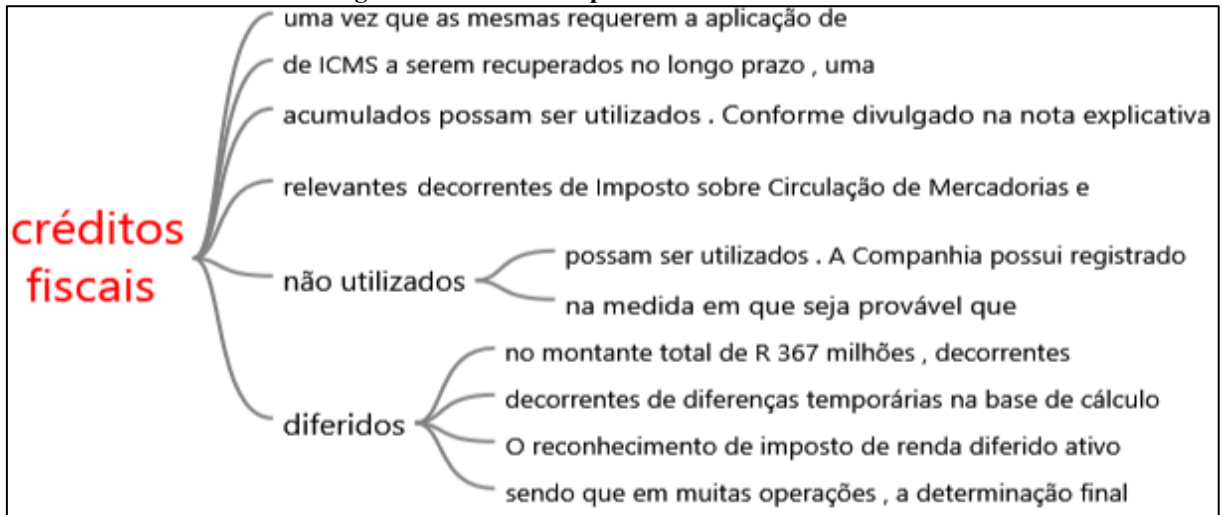 uma vez que as mesmas requerem a aplicação de
de ICMS a serem recuperados no longo prazo , uma
acumulados possam ser utilizados . Conforme divulgado na nota explicativa
relevantes decorrentes de Imposto sobre Circulação de Mercadorias e
créditos
fiscais
não utilizados
possam ser utilizados . A Companhia possui registrado
na medida em que seja provável que
diferidos
no montante total de R 367 milhões , decorrentes
decorrentes de diferenças temporárias na base de cálculo
O reconhecimento de imposto de renda diferido ativo
sendo que em muitas operações , a determinação final